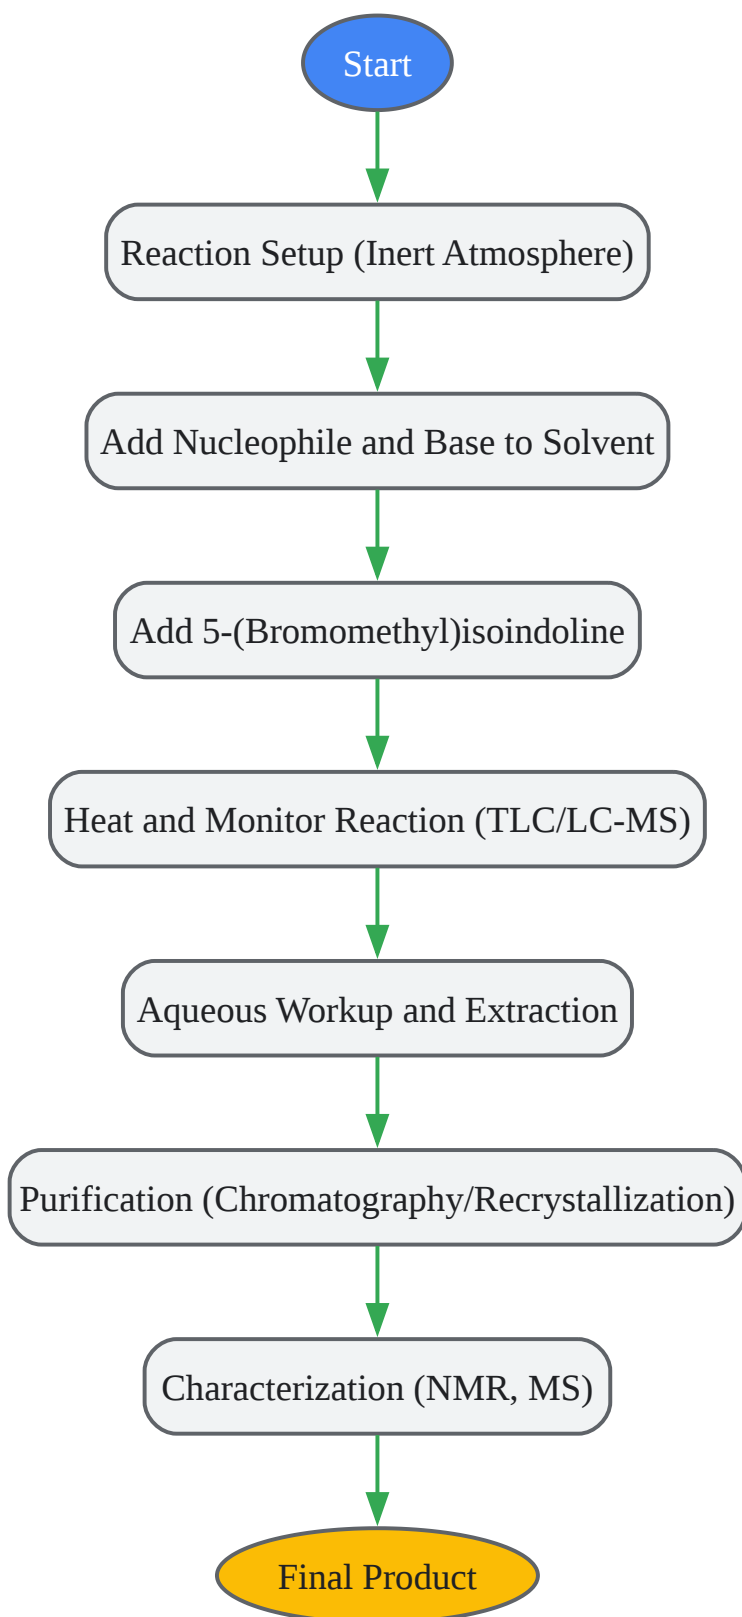 Start
Reaction Setup (Inert Atmosphere)
Add Nucleophile and Base to Solvent
Add 5-(Bromomethyl)isoindoline
Heat and Monitor Reaction (TLC/LC-MS)
Aqueous Workup and Extraction
Purification (Chromatography/Recrystallization)
Characterization (NMR, MS)
Final Product